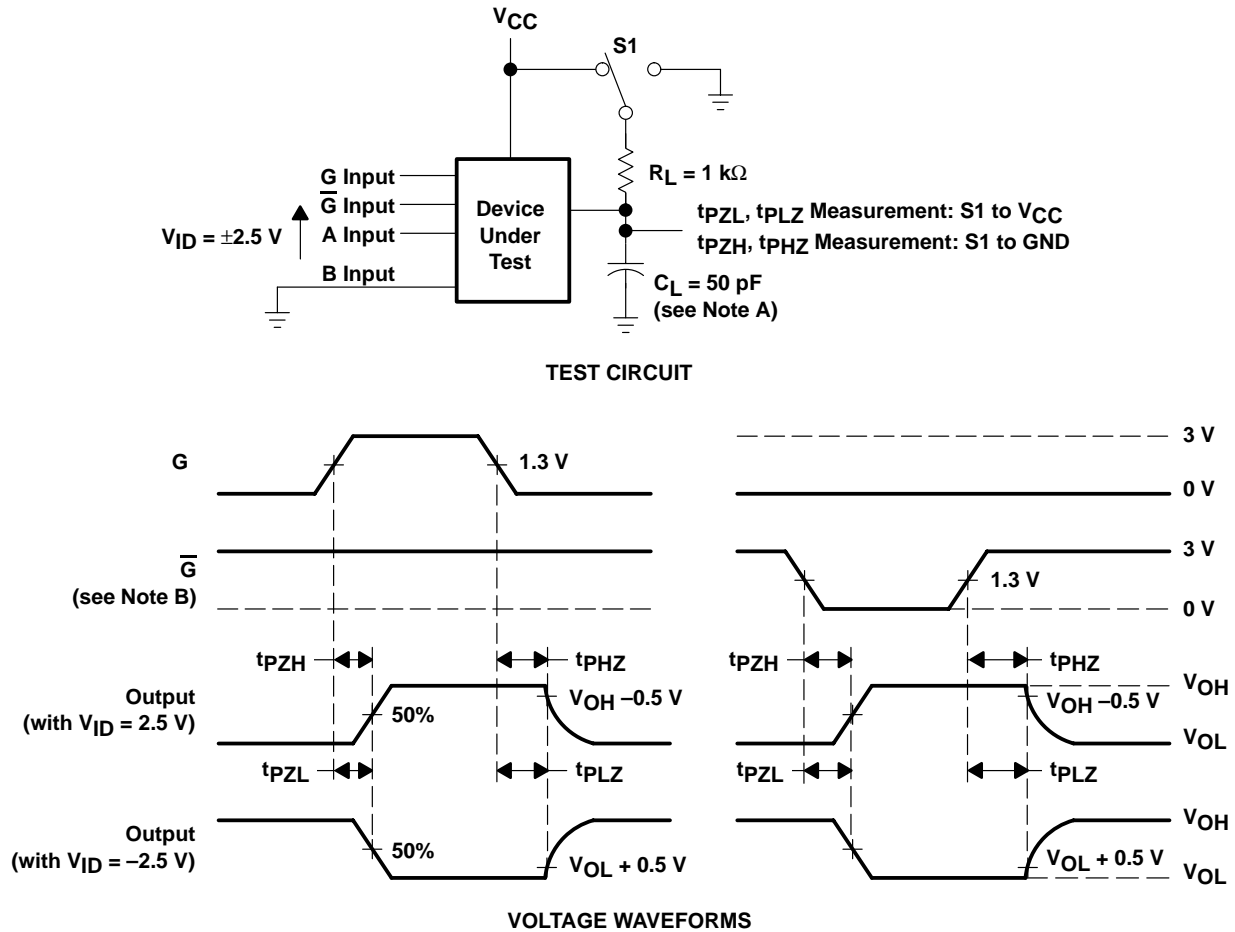 VCC
S1
RL = 1 kΩ
G Input
G̅ Input
A Input
B Input
VID = ±2.5 V
Device
Under
Test
tPZL, tPLZ Measurement: S1 to VCC
tPZH, tPHZ Measurement: S1 to GND
CL = 50 pF
(see Note A)
TEST CIRCUIT
G
1.3 V
3 V
0 V
G̅
(see Note B)
1.3 V
3 V
0 V
tPZH
tPHZ
tPZH
tPHZ
Output
(with VID = 2.5 V)
50%
VOH –0.5 V
VOH –0.5 V
VOH
VOL
tPZL
tPLZ
tPZL
tPLZ
Output
(with VID = –2.5 V)
50%
VOL + 0.5 V
VOL + 0.5 V
VOH
VOL
VOLTAGE WAVEFORMS